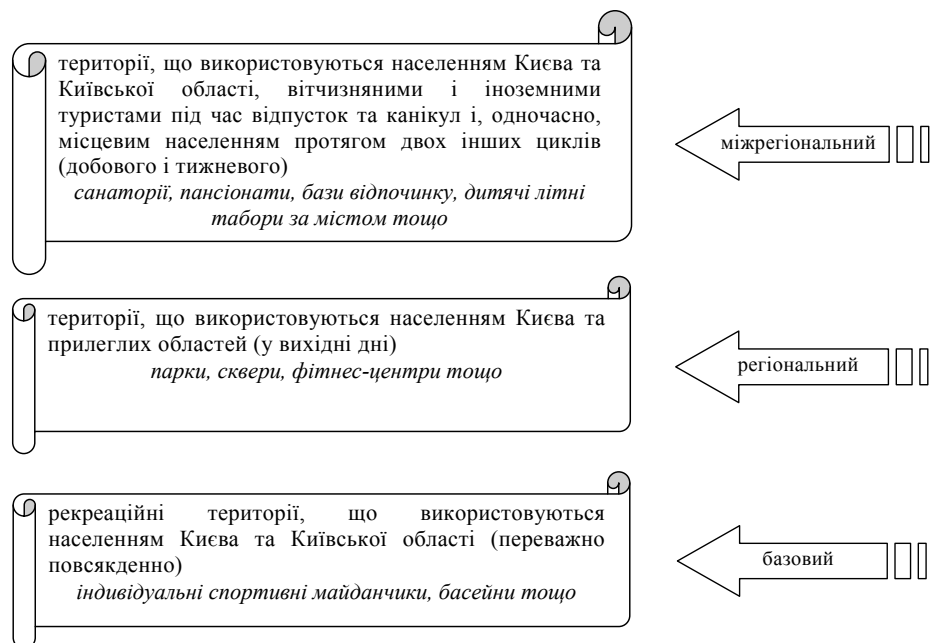 території, що використовуються населенням Києва та
Київської області, вітчизняними і іноземними
туристами під час відпусток та канікул і, одночасно,
місцевим населенням протягом двох інших циклів
(добового і тижневого)
санаторії, пансіонати, бази відпочинку, дитячі літні
табори за містом тощо
міжрегіональний
території, що використовуються населенням Києва та
прилеглих областей (у вихідні дні)
парки, сквери, фітнес-центри тощо
регіональний
рекреаційні території, що використовуються
населенням Києва та Київської області (переважно
повсякденно)
індивідуальні спортивні майданчики, басейни тощо
базовий